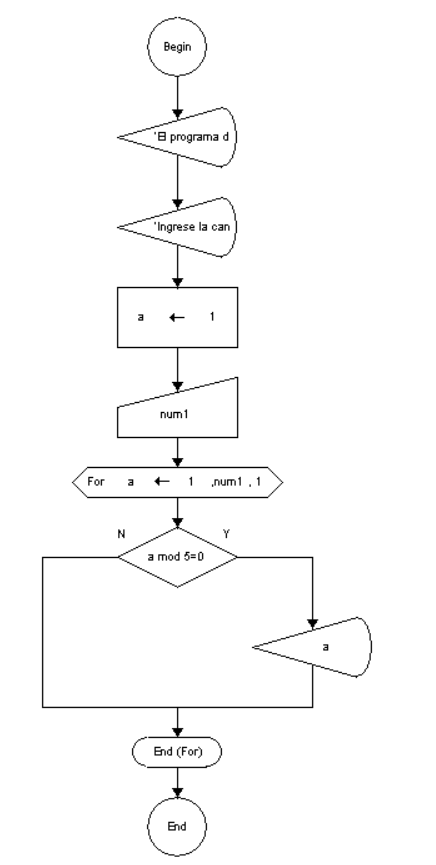 Begin
'El programa d
'Ingrese la can
a ← 1
num1
For a ← 1 ,num1 , 1
N Y
a mod 5=0
a
End (For)
End